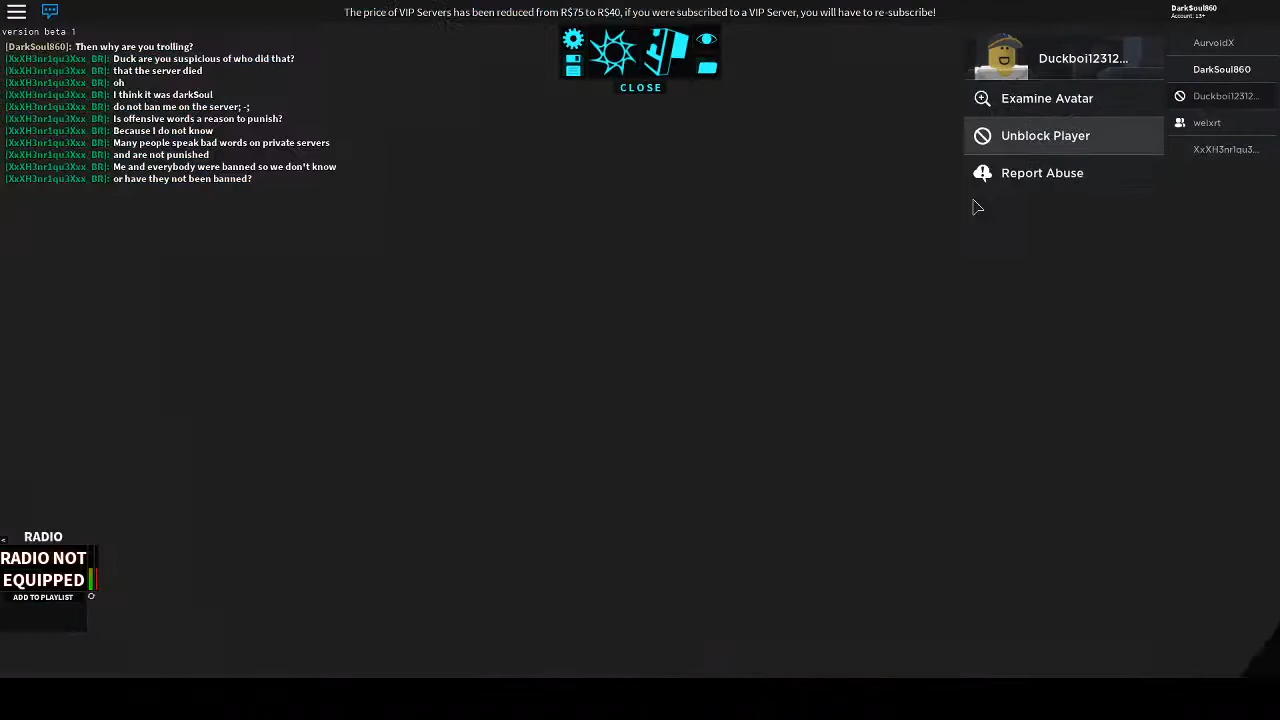 The price of VIP Servers has been reduced from R$75 to R$40, if you were subscribed to a VIP Server, you will have to re-subscribe!
DarkSoul860
Account: 13+
version beta 1
[DarkSoul860]: Then why are you trolling?
[XxXH3nr1qu3Xxx_BR]: Duck are you suspicious of who did that?
[XxXH3nr1qu3Xxx_BR]: that the server died
[XxXH3nr1qu3Xxx_BR]: oh
[XxXH3nr1qu3Xxx_BR]: I think it was darkSoul
[XxXH3nr1qu3Xxx_BR]: do not ban me on the server; -;
[XxXH3nr1qu3Xxx_BR]: Is offensive words a reason to punish?
[XxXH3nr1qu3Xxx_BR]: Because I do not know
[XxXH3nr1qu3Xxx_BR]: Many people speak bad words on private servers
[XxXH3nr1qu3Xxx_BR]: and are not punished
[XxXH3nr1qu3Xxx_BR]: Me and everybody were banned so we don't know
[XxXH3nr1qu3Xxx_BR]: or have they not been banned?
CLOSE
Duckboi12312...
Examine Avatar
Unblock Player
Report Abuse
AurvoldX
DarkSoul860
Duckboi12312...
welxrt
XxXH3nr1qu3...
<
RADIO
RADIO NOT
EQUIPPED
ADD TO PLAYLIST